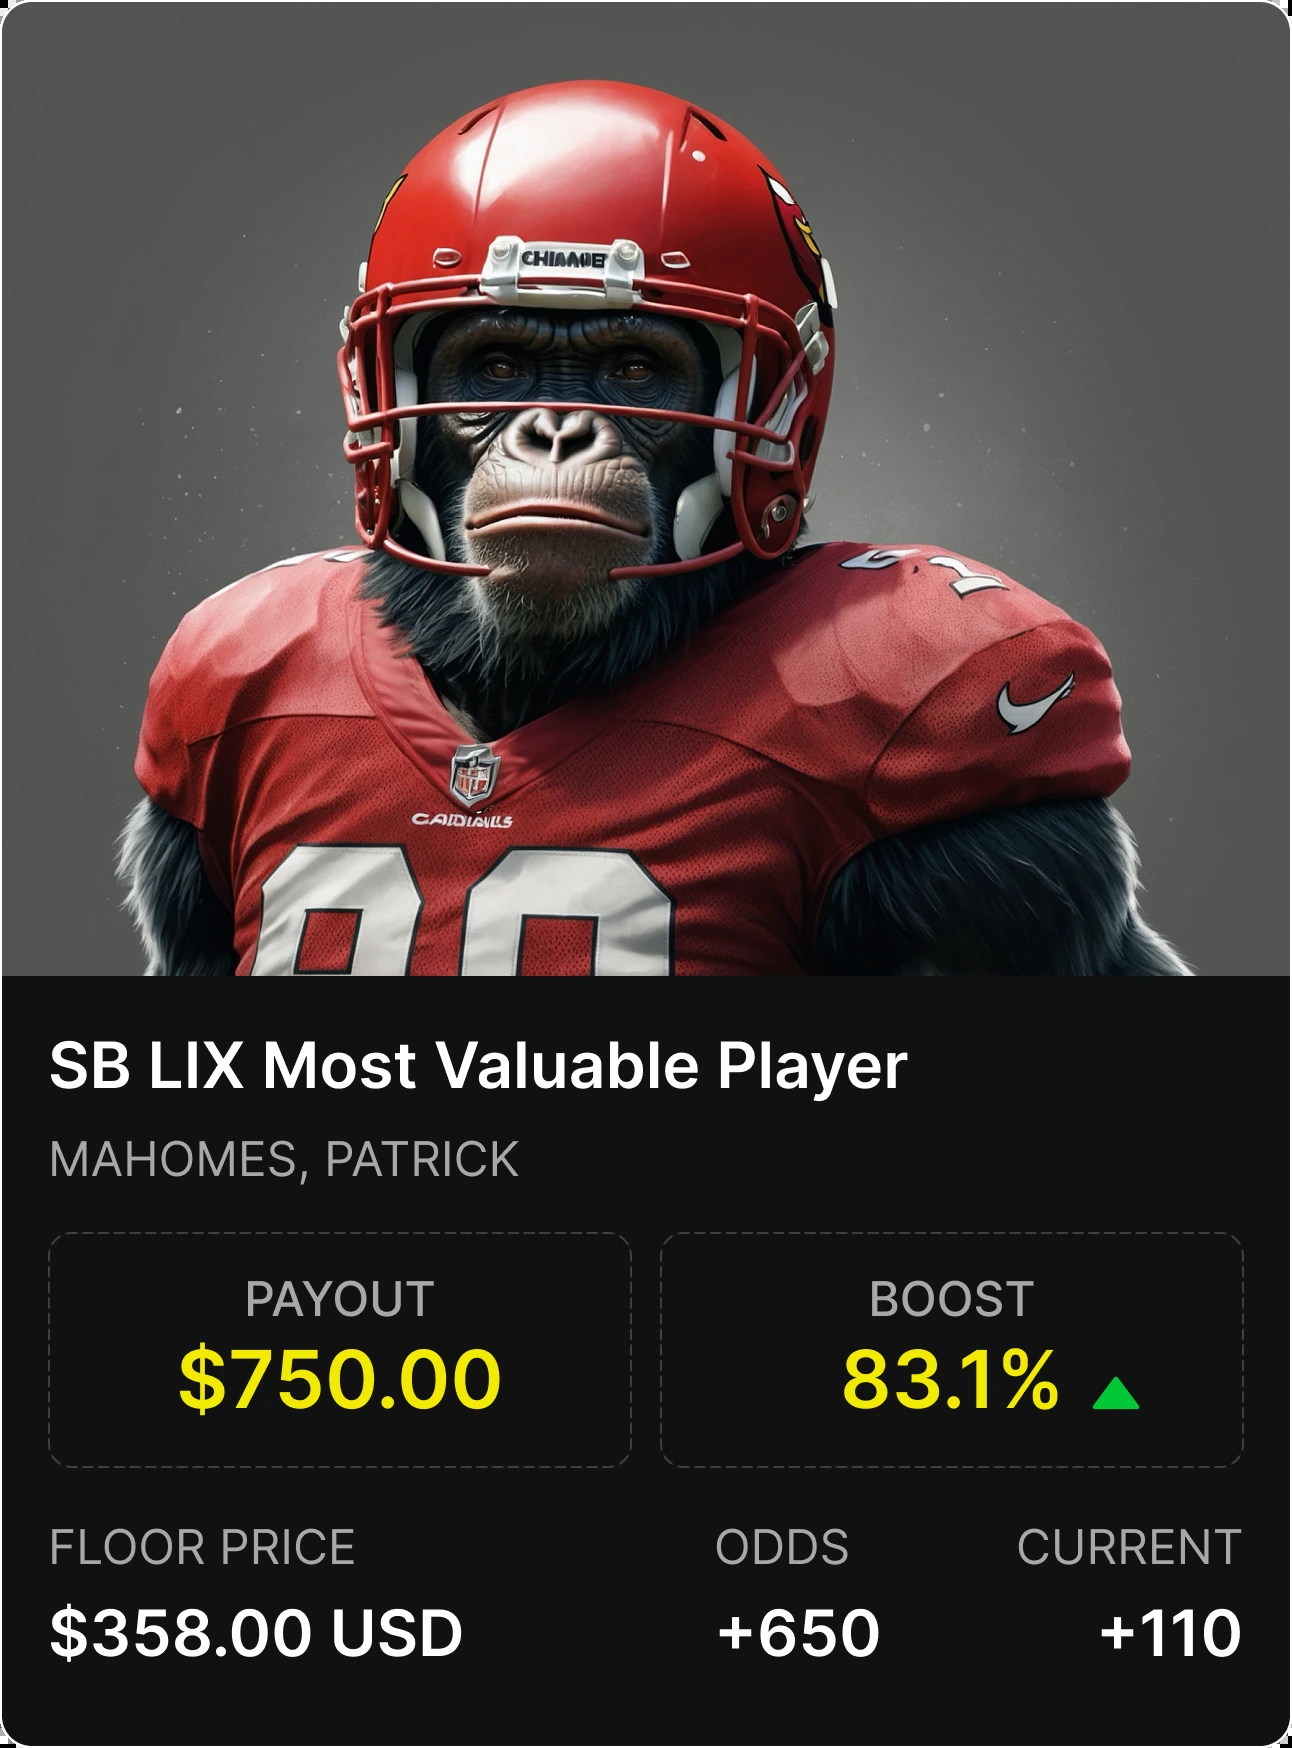 CHIMAOE
CAIDIAILS
SB LIX Most Valuable Player
MAHOMES, PATRICK
PAYOUT
BOOST
$750.00
83.1%
FLOOR PRICE
ODDS
CURRENT
$358.00 USD
+650
+110